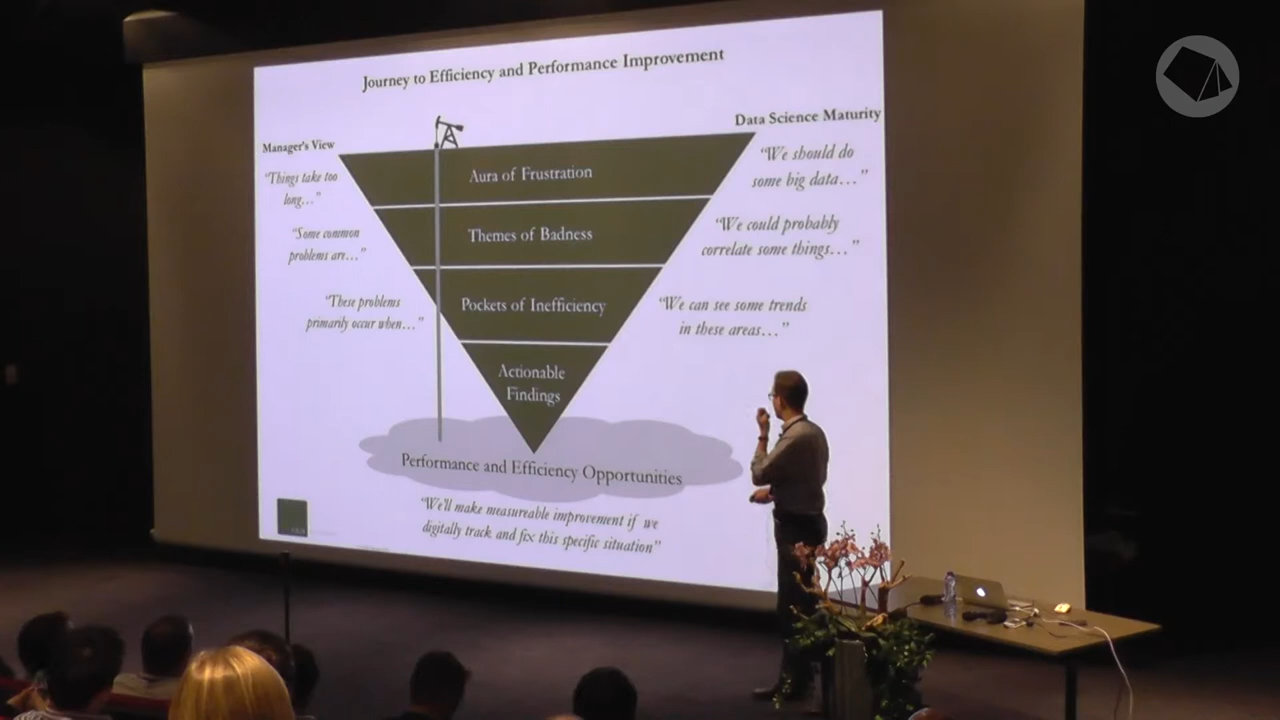 Journey to Efficiency and Performance Improvement
Manager's View
Data Science Maturity
"Things take too
long..."
Aura of Frustration
"We should do
some big data..."
"Some common
problems are..."
Themes of Badness
"We could probably
correlate some things..."
"These problems
primarily occur when..."
Pockets of Inefficiency
"We can see some trends
in these areas..."
Actionable
Findings
Performance and Efficiency Opportunities
"We'll make measureable improvement if we
digitally track and fix this specific situation"